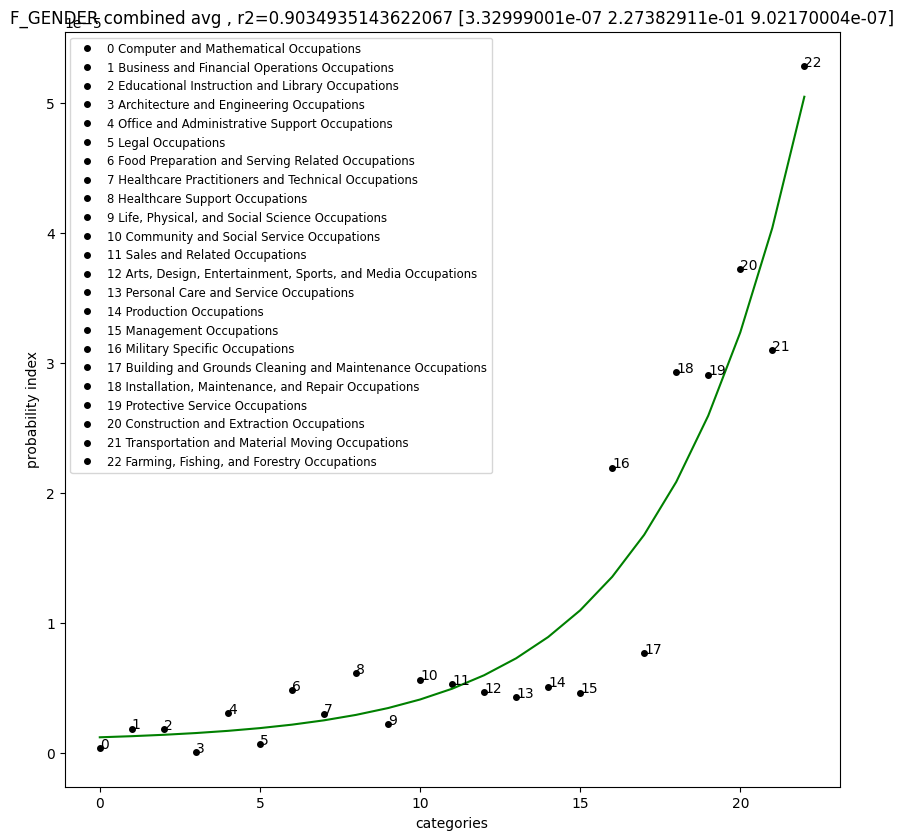 F_GENDER combined avg , r2=0.9034935143622067 [3.32999001e-07 2.27382911e-01 9.02170004e-07]
1e-5
0 Computer and Mathematical Occupations
1 Business and Financial Operations Occupations
2 Educational Instruction and Library Occupations
3 Architecture and Engineering Occupations
4 Office and Administrative Support Occupations
5 Legal Occupations
6 Food Preparation and Serving Related Occupations
7 Healthcare Practitioners and Technical Occupations
8 Healthcare Support Occupations
9 Life, Physical, and Social Science Occupations
10 Community and Social Service Occupations
11 Sales and Related Occupations
12 Arts, Design, Entertainment, Sports, and Media Occupations
13 Personal Care and Service Occupations
14 Production Occupations
15 Management Occupations
16 Military Specific Occupations
17 Building and Grounds Cleaning and Maintenance Occupations
18 Installation, Maintenance, and Repair Occupations
19 Protective Service Occupations
20 Construction and Extraction Occupations
21 Transportation and Material Moving Occupations
22 Farming, Fishing, and Forestry Occupations
probability index
5
4
3
2
1
0
0
1
2
3
4
5
6
7
8
9
10
11
12
13
14
15
16
17
18
19
20
21
22
0
5
10
15
20
categories